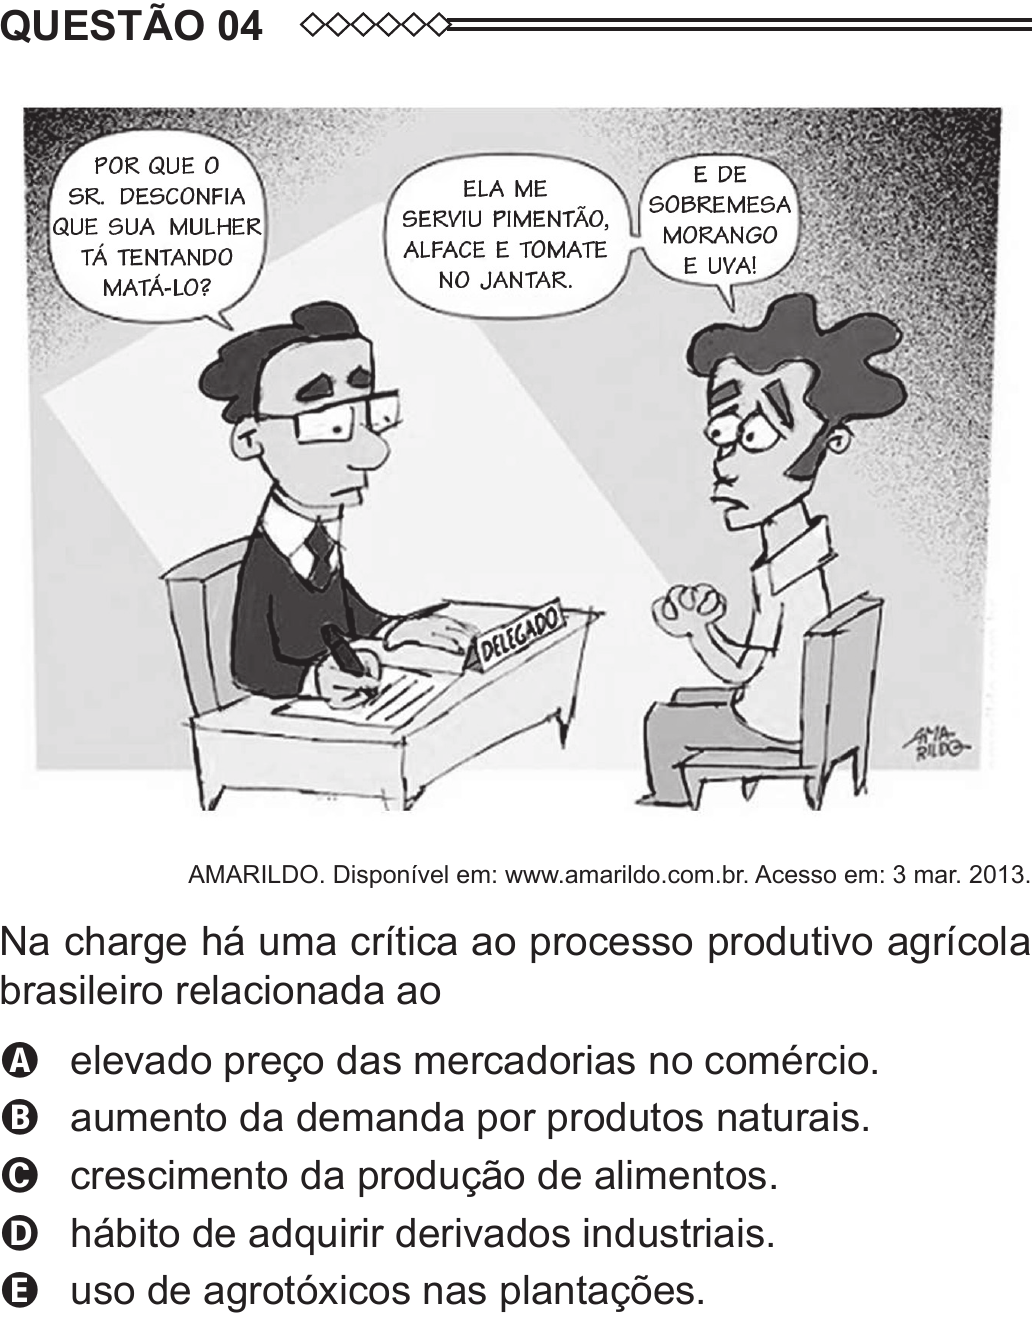 QUESTÃO 04
POR QUE O
SR. DESCONFIA
QUE SUA MULHER
TÁ TENTANDO
MATÁ-LO?
ELA ME
SERVIU PIMENTÃO,
ALFACE E TOMATE
NO JANTAR.
E DE
SOBREMESA
MORANGO
E UVA!
DELEGADO
AMA-
RILDO
AMARILDO. Disponível em: www.amarildo.com.br. Acesso em: 3 mar. 2013.
Na charge há uma crítica ao processo produtivo agrícola
brasileiro relacionada ao
A elevado preço das mercadorias no comércio.
B aumento da demanda por produtos naturais.
C crescimento da produção de alimentos.
D hábito de adquirir derivados industriais.
E uso de agrotóxicos nas plantações.